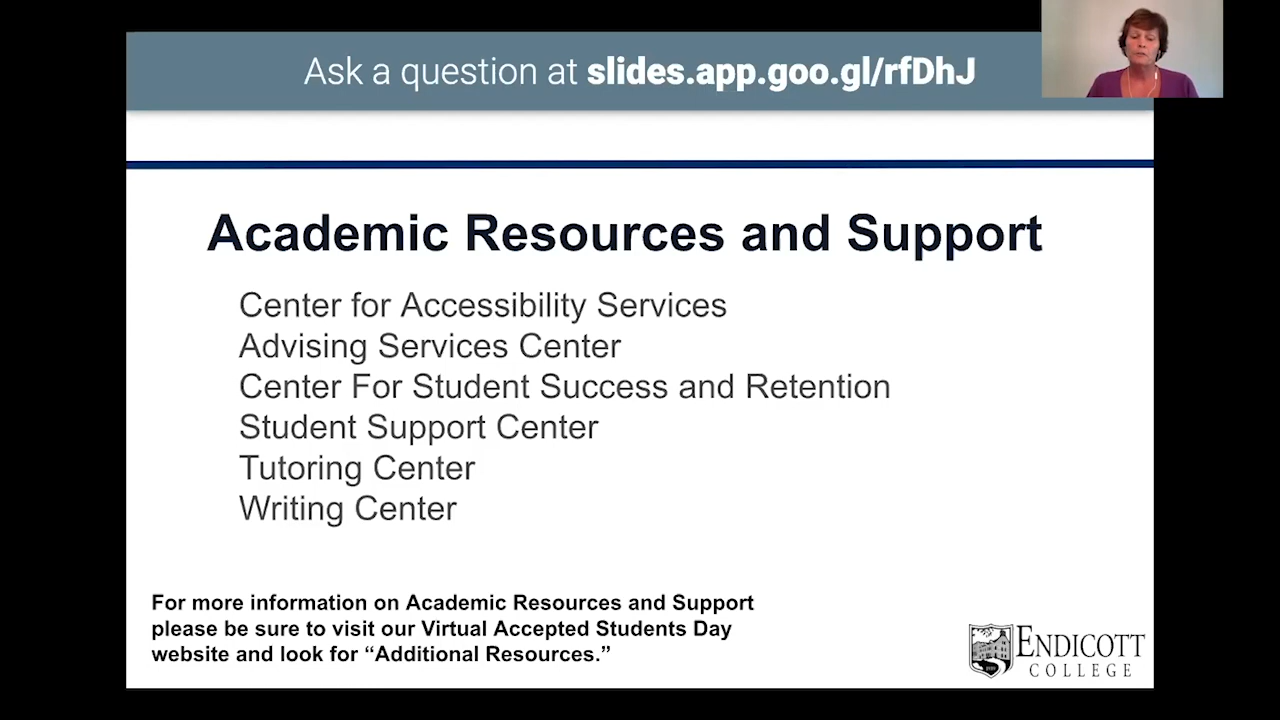 Ask a question at slides.app.goo.gl/rfDhJ
Academic Resources and Support
Center for Accessibility Services
Advising Services Center
Center For Student Success and Retention
Student Support Center
Tutoring Center
Writing Center
For more information on Academic Resources and Support
please be sure to visit our Virtual Accepted Students Day
website and look for “Additional Resources.”
ENDICOTT
COLLEGE